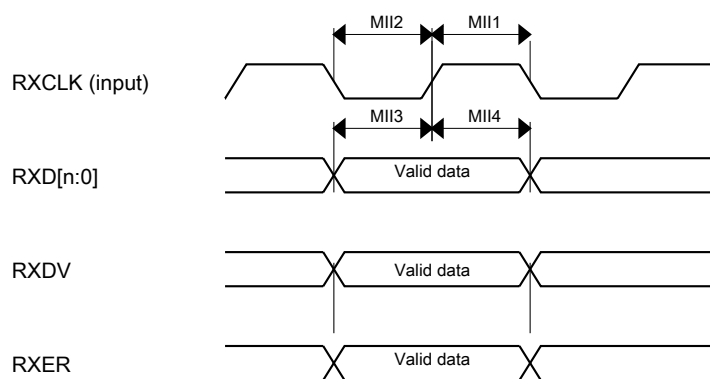 MII2 MII1
RXCLK (input)
MII3 MII4
RXD[n:0] Valid data
RXDV Valid data
RXER Valid data